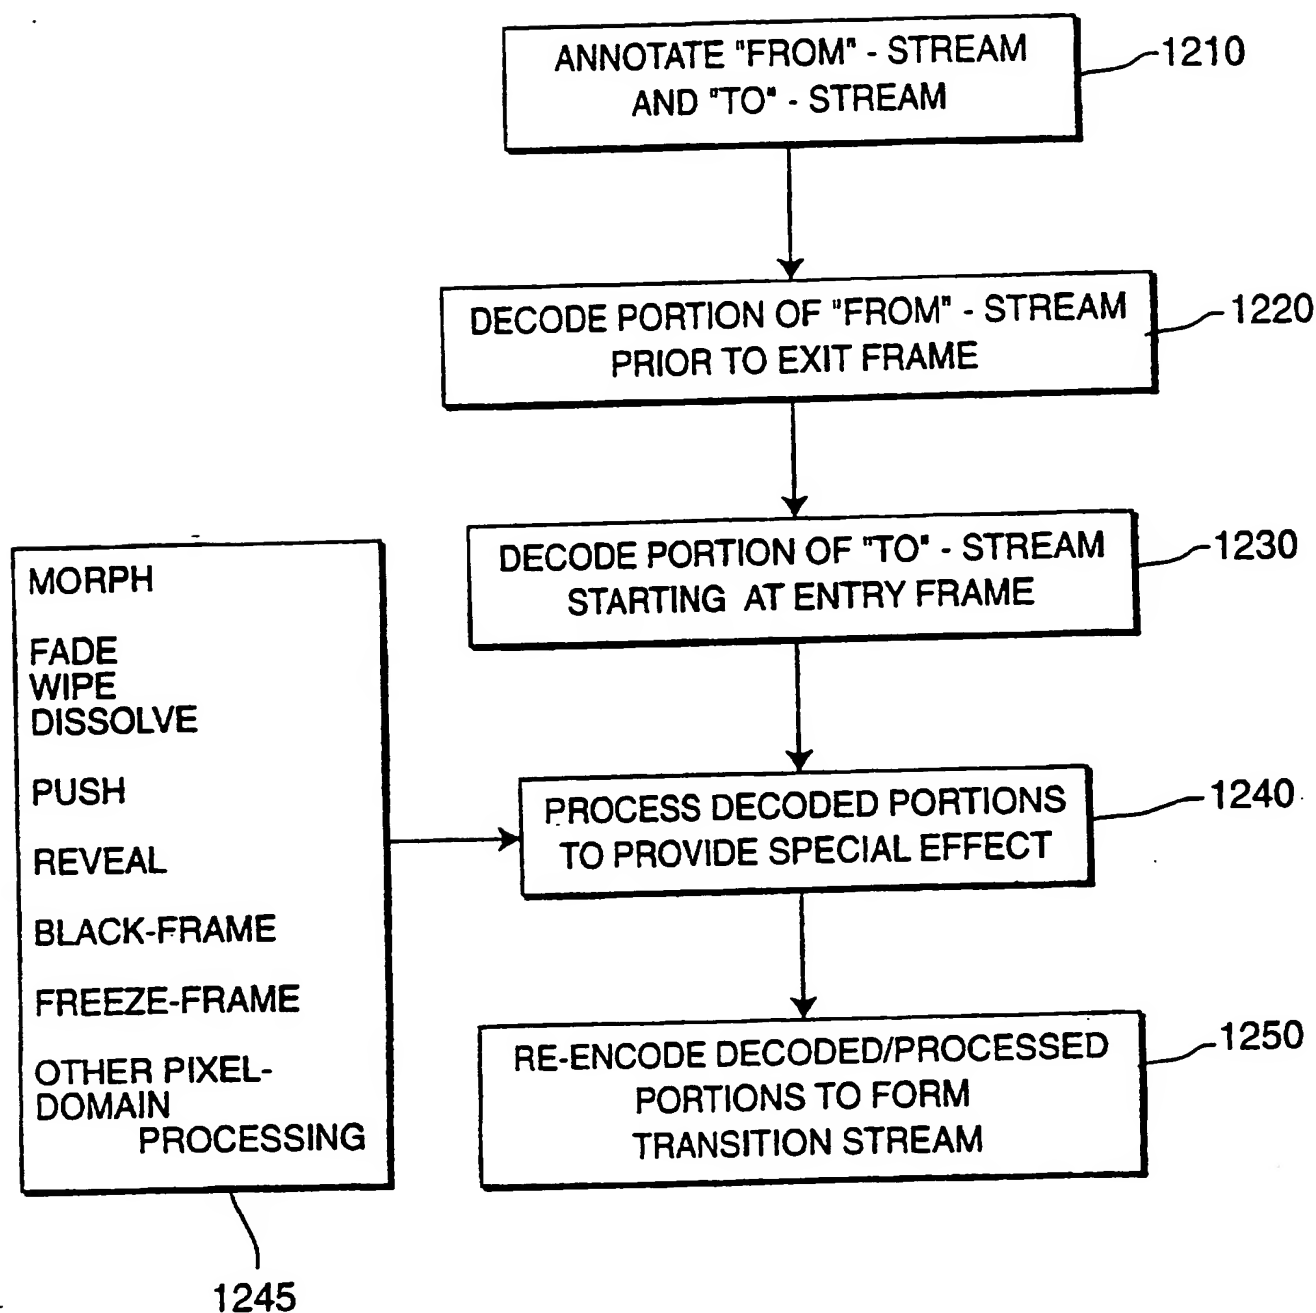 ANNOTATE "FROM" - STREAM
AND "TO" - STREAM
1210
DECODE PORTION OF "FROM" - STREAM
PRIOR TO EXIT FRAME
1220
DECODE PORTION OF "TO" - STREAM
STARTING AT ENTRY FRAME
1230
MORPH
FADE
WIPE
DISSOLVE
PUSH
REVEAL
BLACK-FRAME
FREEZE-FRAME
OTHER PIXEL-
DOMAIN
PROCESSING
1245
PROCESS DECODED PORTIONS
TO PROVIDE SPECIAL EFFECT
1240
RE-ENCODE DECODED/PROCESSED
PORTIONS TO FORM
TRANSITION STREAM
1250